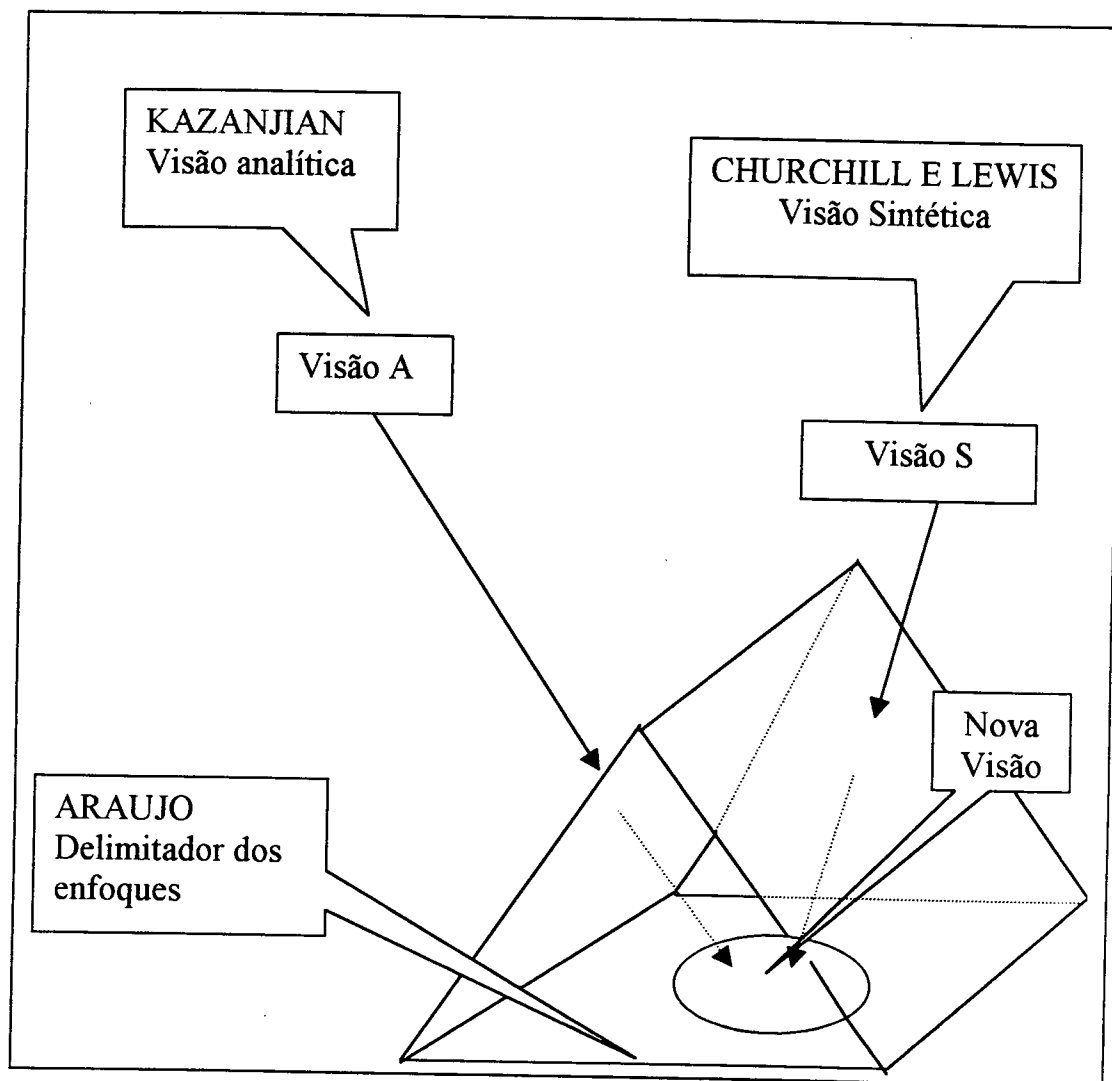 KAZANJIAN
Visão analítica
CHURCHILL E LEWIS
Visão Sintética
Visão A
Visão S
Nova
Visão
ARAUJO
Delimitador dos
enfoques